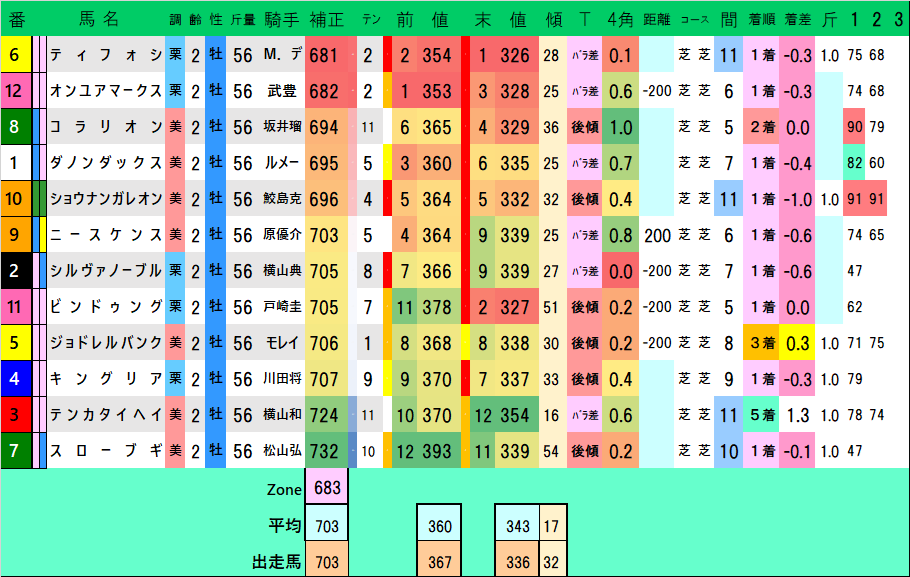 番 馬名 調 齢 性 斤量 騎手 補正 テン 前 値 末 値 傾 T 4角 距離 コース 間 着順 着差 斤 1 2 3
6 ティフォシ 栗 2 牡 56 M．デ 681 2 2 354 1 326 28 バラ差 0.1 芝 芝 11 1着 -0.3 1.0 75 68
12 オンユアマークス 栗 2 牡 56 武豊 682 2 1 353 3 328 25 バラ差 0.6 -200 芝 芝 6 1着 -0.3 74 68
8 コラリオン 美 2 牡 56 坂井瑠 694 11 6 365 4 329 36 後傾 1.0 芝 芝 5 2着 0.0 90 79
1 ダノンダックス 美 2 牡 56 ルメー 695 5 3 360 6 335 25 バラ差 0.7 芝 芝 7 1着 -0.4 82 60
10 ショウナンガレオン 美 2 牡 56 鮫島克 696 4 5 364 5 332 32 後傾 0.4 芝 芝 11 1着 -1.0 1.0 91 91
9 ニースケンス 美 2 牡 56 原優介 703 5 4 364 9 339 25 バラ差 0.8 200 芝 芝 6 1着 -0.6 74 65
2 シルヴァノーブル 栗 2 牡 56 横山典 705 8 7 366 9 339 27 バラ差 0.0 -200 芝 芝 7 1着 -0.6 47
11 ビンドゥング 栗 2 牡 56 戸崎圭 705 7 11 378 2 327 51 後傾 0.2 -200 芝 芝 5 1着 0.0 62
5 ジョドレルバンク 美 2 牡 56 モレイ 706 1 8 368 8 338 30 後傾 0.2 -200 芝 芝 8 3着 0.3 1.0 71 75
4 キングリア 栗 2 牡 56 川田将 707 9 9 370 7 337 33 後傾 0.4 芝 芝 9 1着 -0.3 1.0 79
3 テンカタイヘイ 美 2 牡 56 横山和 724 11 10 370 12 354 16 バラ差 0.6 芝 芝 11 5着 1.3 1.0 78 74
7 スローブギ 美 2 牡 56 松山弘 732 10 12 393 11 339 54 後傾 0.2 芝 芝 10 1着 -0.1 1.0 47
Zone 683
平均 703 360 343 17
出走馬 703 367 336 32